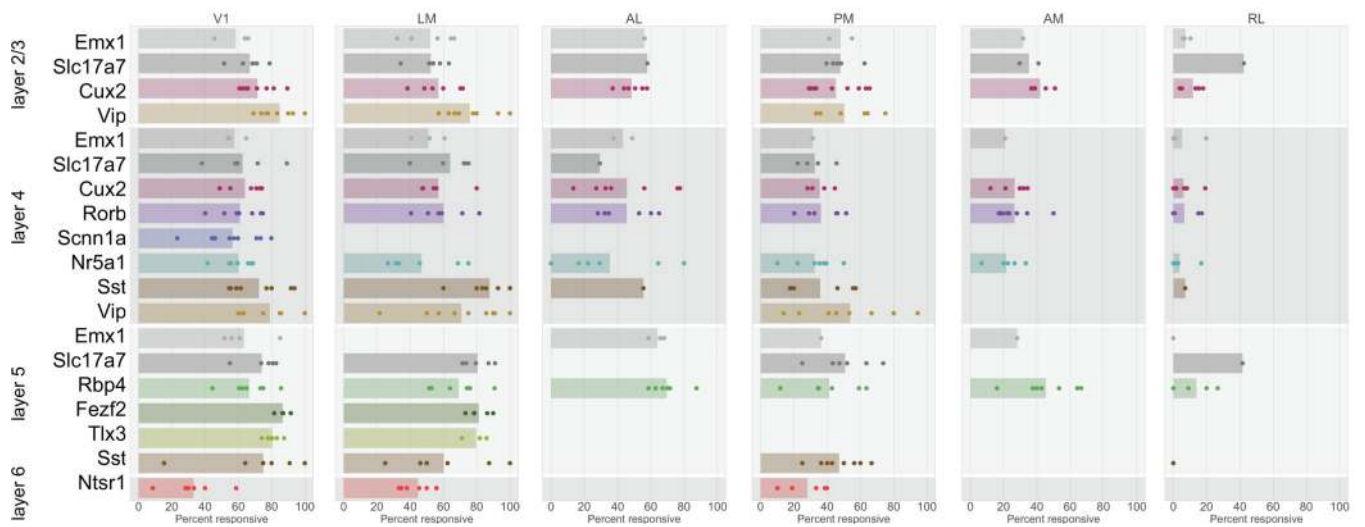 V1 LM AL PM AM RL
layer 2/3
Emx1
Slc17a7
Cux2
Vip
layer 4
Emx1
Slc17a7
Cux2
Rorb
Scnn1a
Nr5a1
Sst
Vip
layer 5
Emx1
Slc17a7
Rbp4
Fezf2
Tlx3
Sst
layer 6
Ntsr1
0 20 40 60 80 100 0 20 40 60 80 100 0 20 40 60 80 100 0 20 40 60 80 100 0 20 40 60 80 100 0 20 40 60 80 100
Percent responsive Percent responsive Percent responsive Percent responsive Percent responsive Percent responsive